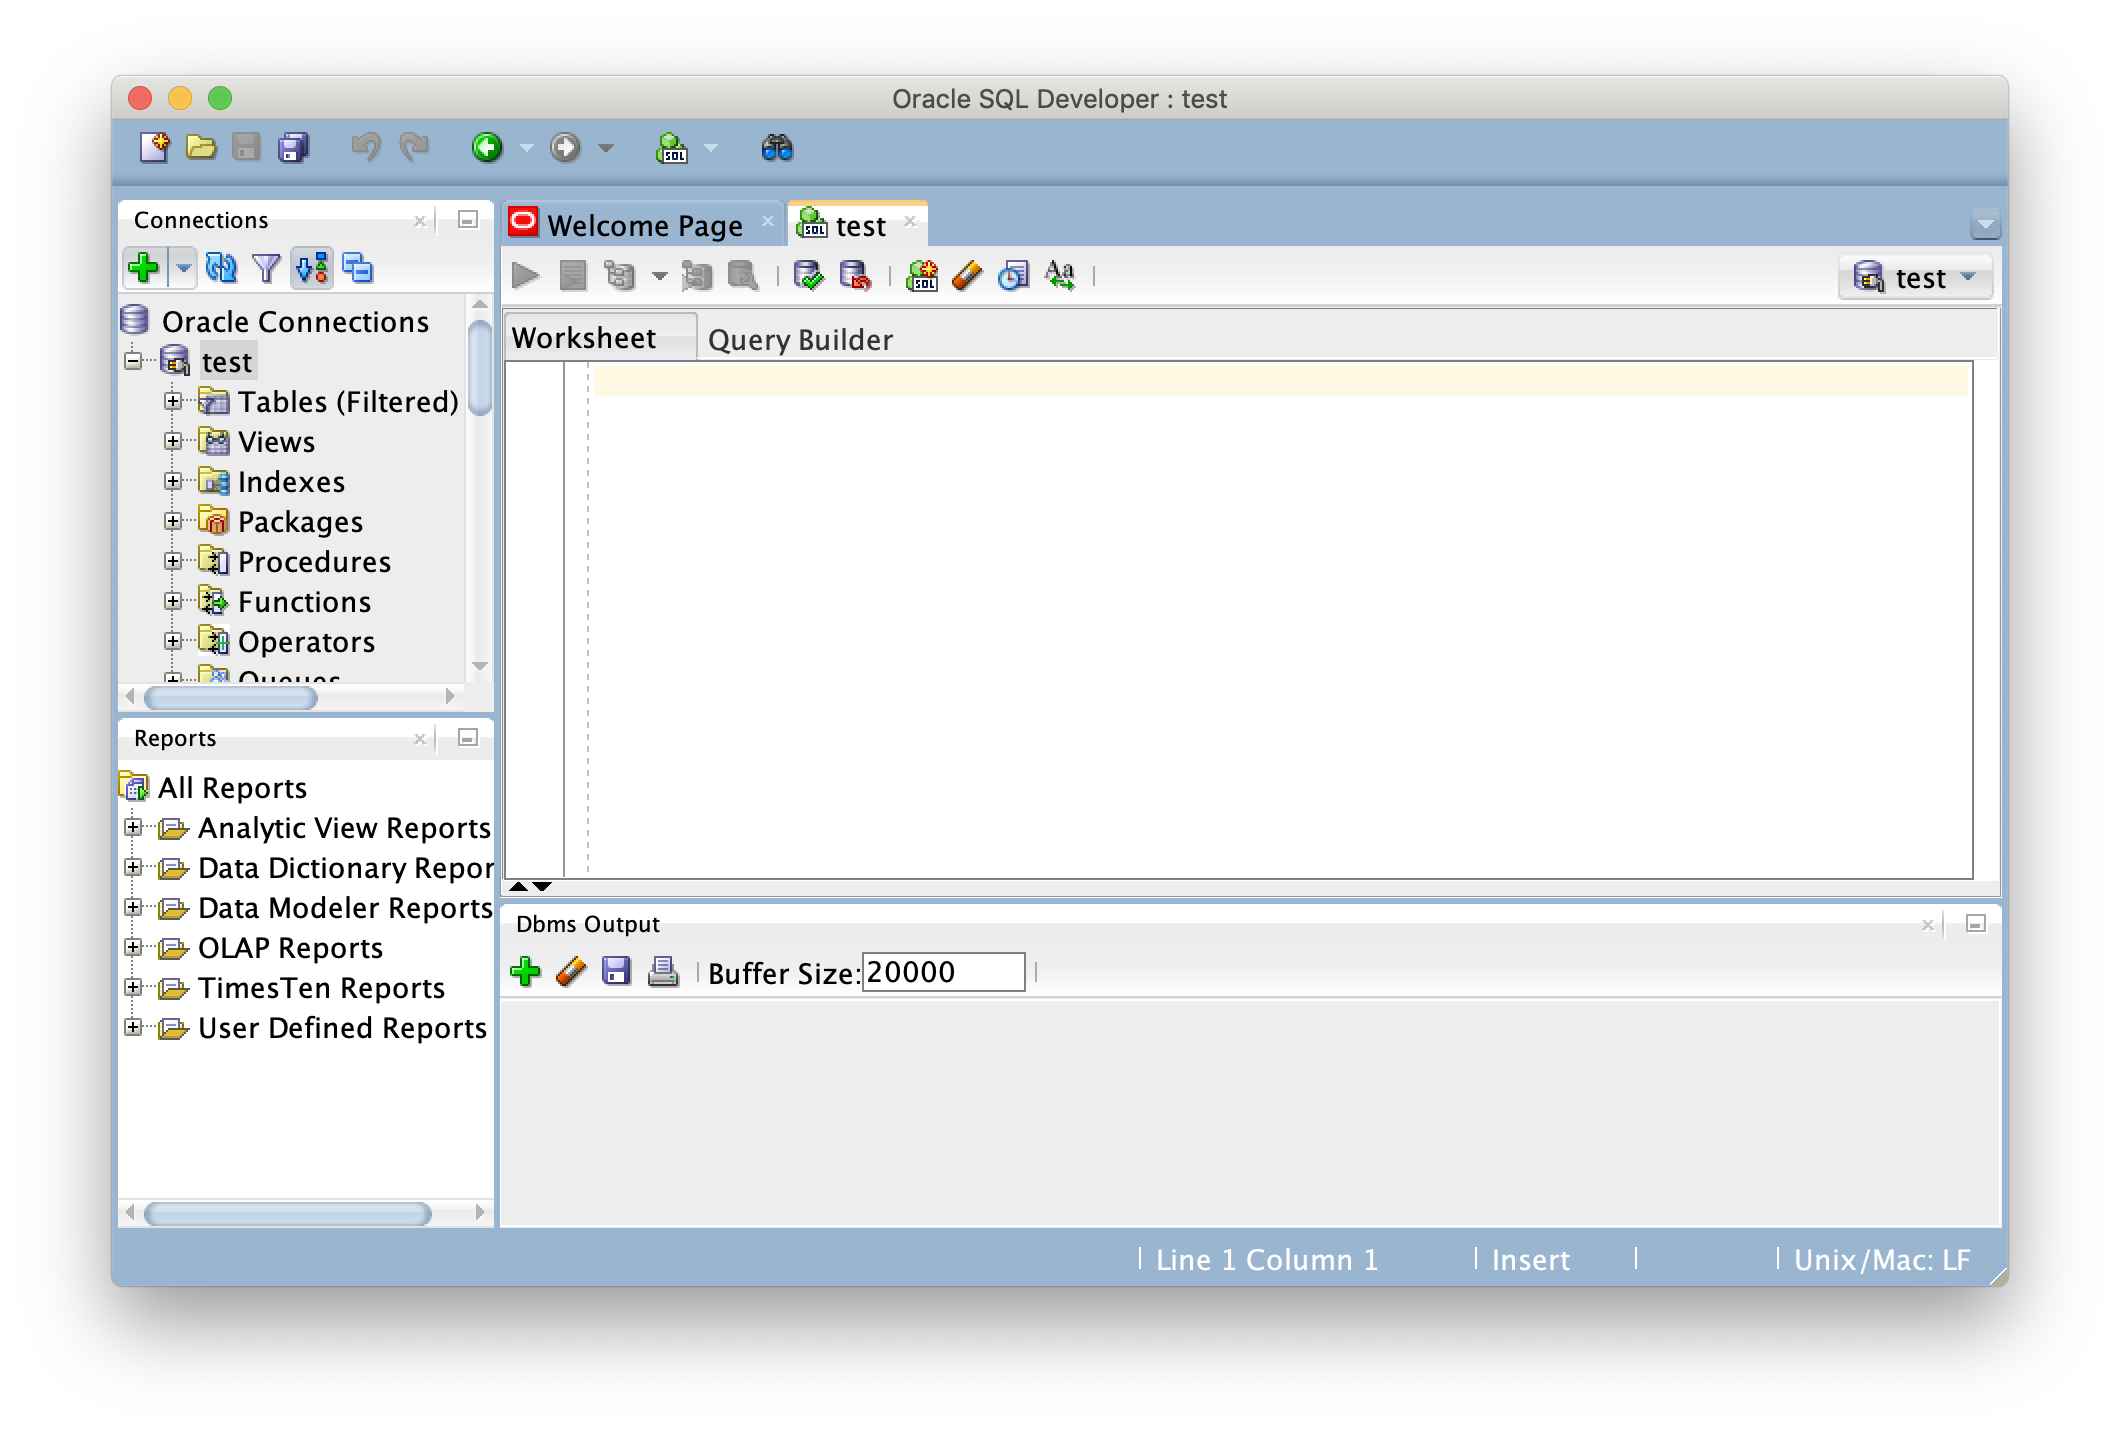 Oracle SQL Developer : test
Connections
Oracle Connections
test
Tables (Filtered)
Views
Indexes
Packages
Procedures
Functions
Operators
Queues
Reports
All Reports
Analytic View Reports
Data Dictionary Repor
Data Modeler Reports
OLAP Reports
TimesTen Reports
User Defined Reports
Welcome Page
test
test
Worksheet
Query Builder
Dbms Output
Buffer Size: 20000
Line 1 Column 1
Insert
Unix/Mac: LF